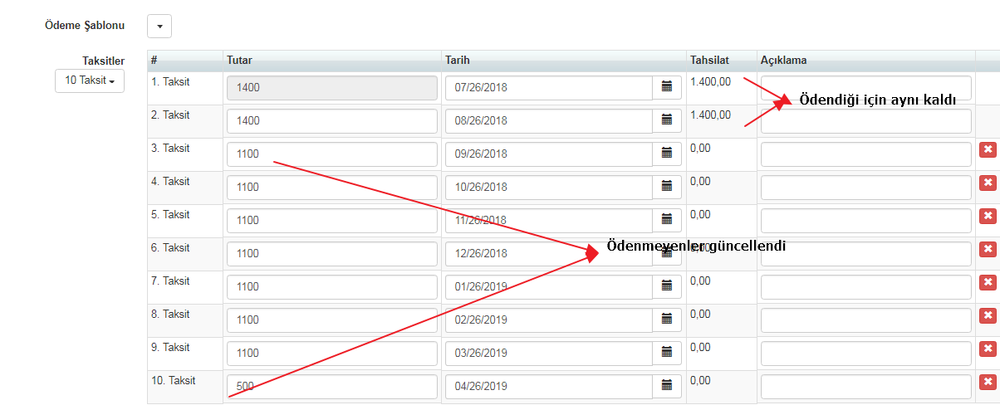 Ödeme Şablonu
Taksitler
10 Taksit
# Tutar Tarih Tahsilat Açıklama
1. Taksit 1400 07/26/2018 1.400,00
Ödendiği için aynı kaldı
2. Taksit 1400 08/26/2018 1.400,00
3. Taksit 1100 09/26/2018 0,00
4. Taksit 1100 10/26/2018 0,00
5. Taksit 1100 11/26/2018 0,00
6. Taksit 1100 12/26/2018 0,00
Ödenmeyenler güncellendi
7. Taksit 1100 01/26/2019 0,00
8. Taksit 1100 02/26/2019 0,00
9. Taksit 1100 03/26/2019 0,00
10. Taksit 500 04/26/2019 0,00